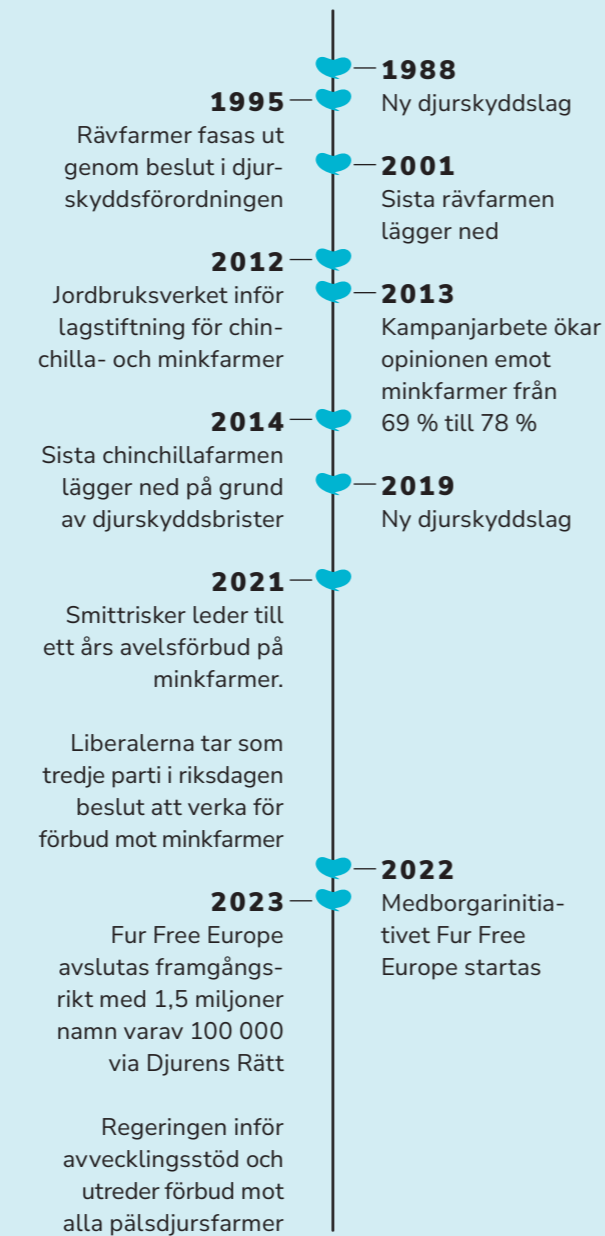 1988
Ny djurskyddslag
1995
Rävfarmer fasas ut
genom beslut i djur-
skyddsförordningen
2001
Sista rävfarmen
lägger ned
2012
Jordbruksverket inför
lagstiftning för chin-
chilla- och minkfarmer
2013
Kampanjarbete ökar
opinionen emot
minkfarmer från
69 % till 78 %
2014
Sista chinchillafarmen
lägger ned på grund
av djurskyddsbrister
2019
Ny djurskyddslag
2021
Smittrisker leder till
ett års avelsförbud på
minkfarmer.
Liberalerna tar som
tredje parti i riksdagen
beslut att verka för
förbud mot minkfarmer
2022
Medborgarinitia-
tivet Fur Free
Europe startas
2023
Fur Free Europe
avslutas framgångs-
rikt med 1,5 miljoner
namn varav 100 000
via Djurens Rätt
Regeringen inför
avvecklingsstöd och
utreder förbud mot
alla pälsdjursfarmer